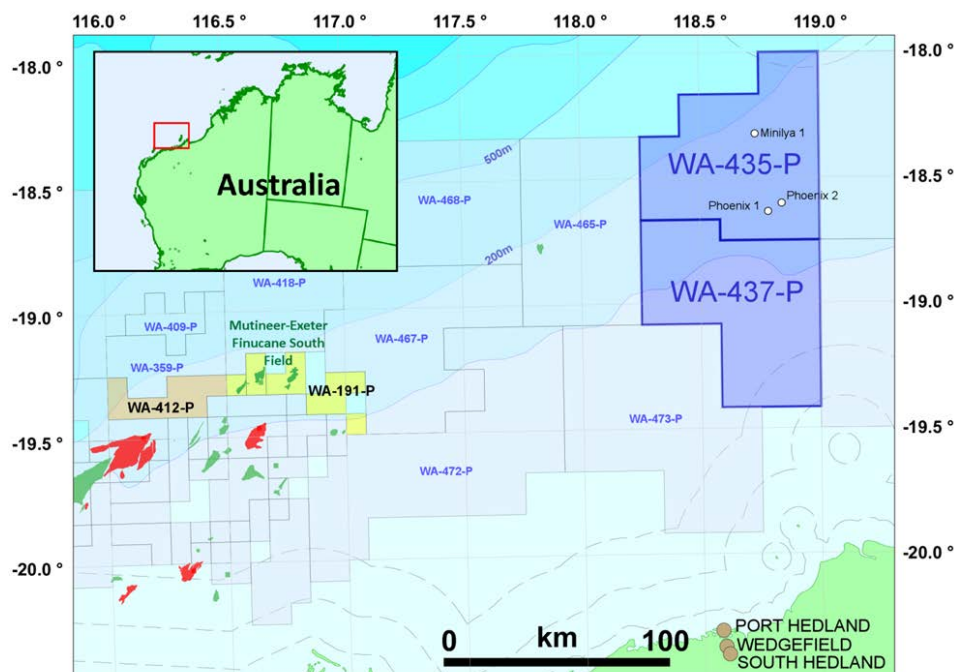 116.0 °
116.5 °
117.0 °
117.5 °
118.0 °
118.5 °
119.0 °
-18.0 °
-18.0 °
Australia
500m
Minilya 1
WA-435-P
-18.5 °
-18.5 °
WA-468-P
WA-465-P
Phoenix 1
Phoenix 2
200m
WA-418-P
WA-437-P
-19.0 °
-19.0 °
WA-409-P
Mutineer-Exeter
Finucane South
Field
WA-467-P
WA-359-P
WA-191-P
WA-412-P
WA-473-P
-19.5 °
-19.5 °
WA-472-P
-20.0 °
-20.0 °
0 km 100
PORT HEDLAND
WEDGEFIELD
SOUTH HEDLAND